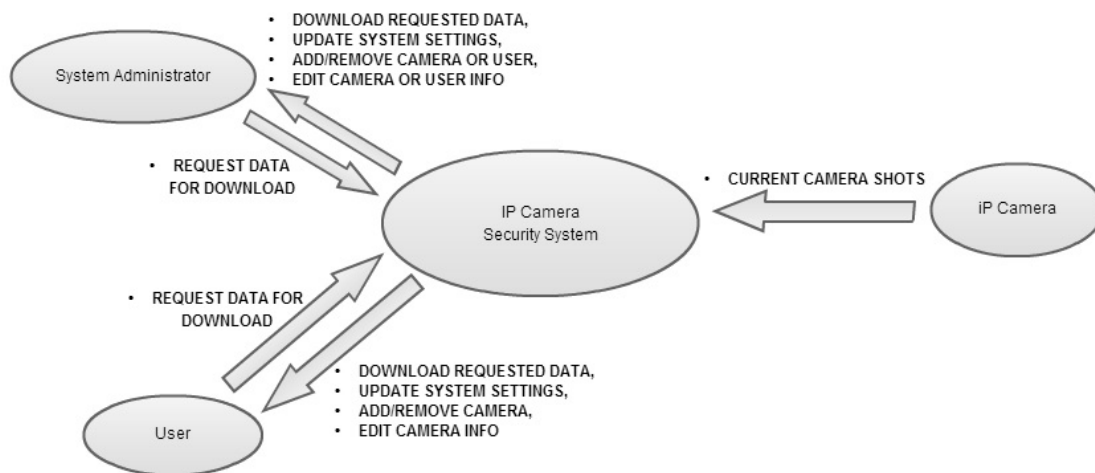 • DOWNLOAD REQUESTED DATA,
• UPDATE SYSTEM SETTINGS,
• ADD/REMOVE CAMERA OR USER,
• EDIT CAMERA OR USER INFO
System Administrator
• REQUEST DATA
FOR DOWNLOAD
• CURRENT CAMERA SHOTS
IP Camera
Security System
iP Camera
• REQUEST DATA FOR
DOWNLOAD
• DOWNLOAD REQUESTED DATA,
• UPDATE SYSTEM SETTINGS,
• ADD/REMOVE CAMERA,
• EDIT CAMERA INFO
User